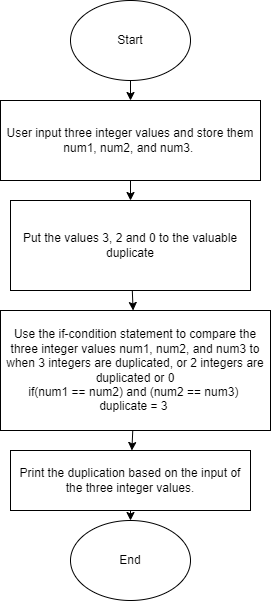 Start
User input three integer values and store them
num1, num2, and num3.
Put the values 3, 2 and 0 to the valuable
duplicate
Use the if-condition statement to compare the
three integer values num1, num2, and num3 to
when 3 integers are duplicated, or 2 integers are
duplicated or 0
if(num1 == num2) and (num2 == num3)
duplicate = 3
Print the duplication based on the input of
the three integer values.
End